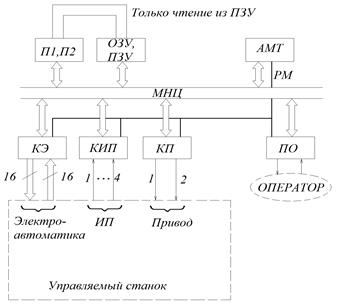 Только чтение из ПЗУ
П1,П2
ОЗУ,
ПЗУ
АМТ
РМ
МНЦ
КЭ
КИП
КП
ПО
16
16
1 ... 4
1
2
ОПЕРАТОР
Электро-
автоматика
ИП
Привод
Управляемый станок